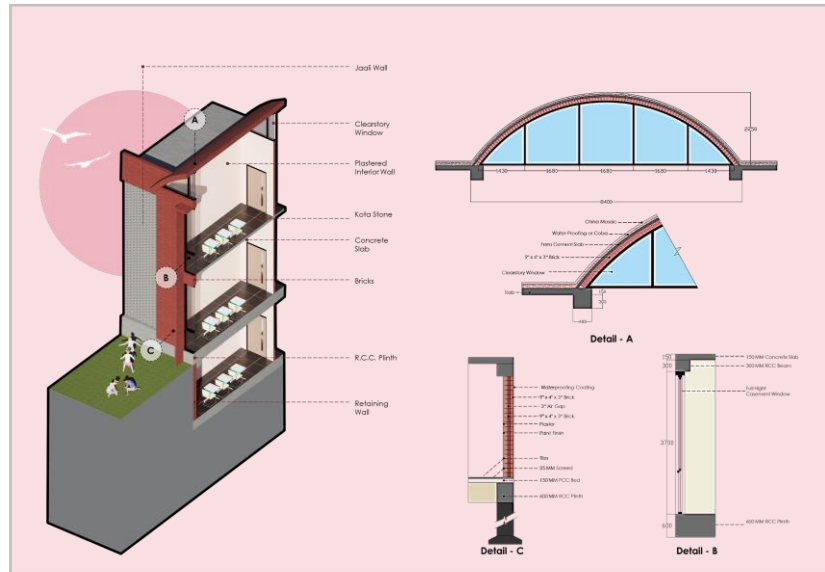 Jaali Wall
A
Clearstory
Window
Plastered
Interior Wall
Kota Stone
Concrete
Slab
B
Bricks
C
R.C.C. Plinth
Retaining
Wall
1430
1680
1680
1680
1430
8400
China Mosaic
Water-Proofing or Coba
Ferro Cement Slab
9" x 4" x 3" Brick
Clearstory Window
Slab
300
Detail - A
Waterproofing Coating
9" x 4" x 3" Brick
2" Air Gap
9" x 4" x 3" Brick
Plaster
Paint Finish
Tiles
25 MM Screed
150 MM PCC Bed
600 MM RCC Plinth
Detail - C
150
300
600
150 MM Concrete Slab
300 MM RCC Beam
Casement Window
600 MM RCC Plinth
Detail - B